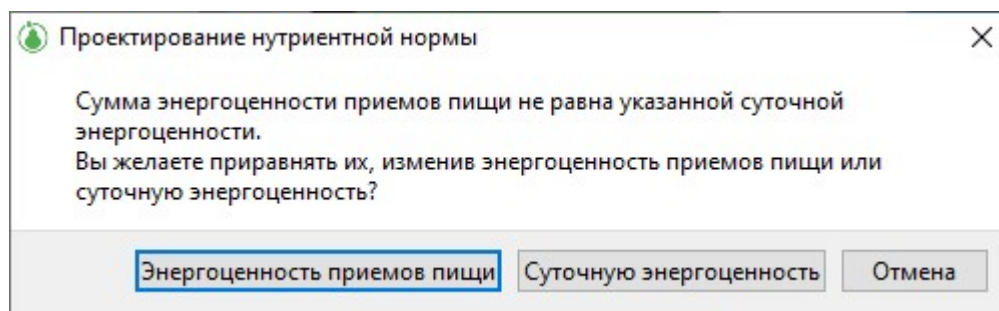 Проектирование нутриентной нормы
Сумма энергоценности приемов пищи не равна указанной суточной
энергоценности.
Вы желаете приравнять их, изменив энергоценность приемов пищи или
суточную энергоценность?
Энергоценность приемов пищи Суточную энергоценность Отмена